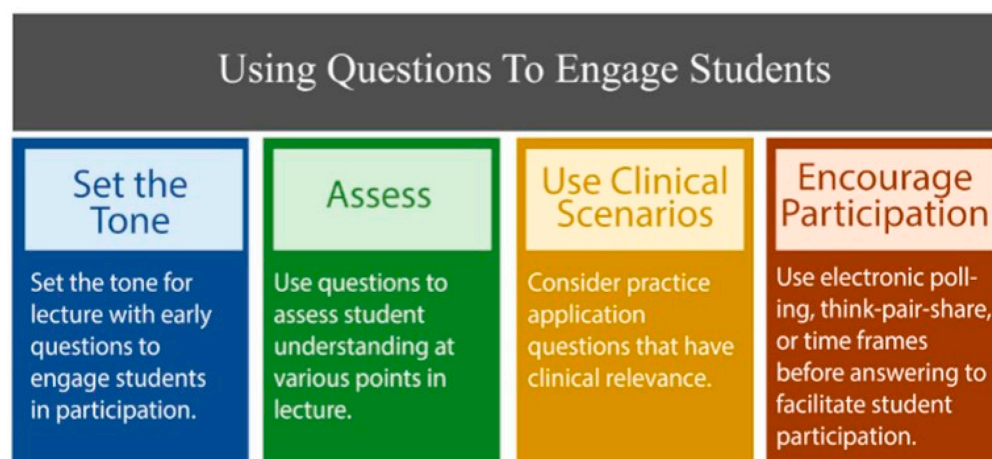 Using Questions To Engage Students
Set the
Tone
Set the tone for
lecture with early
questions to
engage students
in participation.
Assess
Use questions to
assess student
understanding at
various points in
lecture.
Use Clinical
Scenarios
Consider practice
application
questions that have
clinical relevance.
Encourage
Participation
Use electronic poll-
ing, think-pair-share,
or time frames
before answering to
facilitate student
participation.